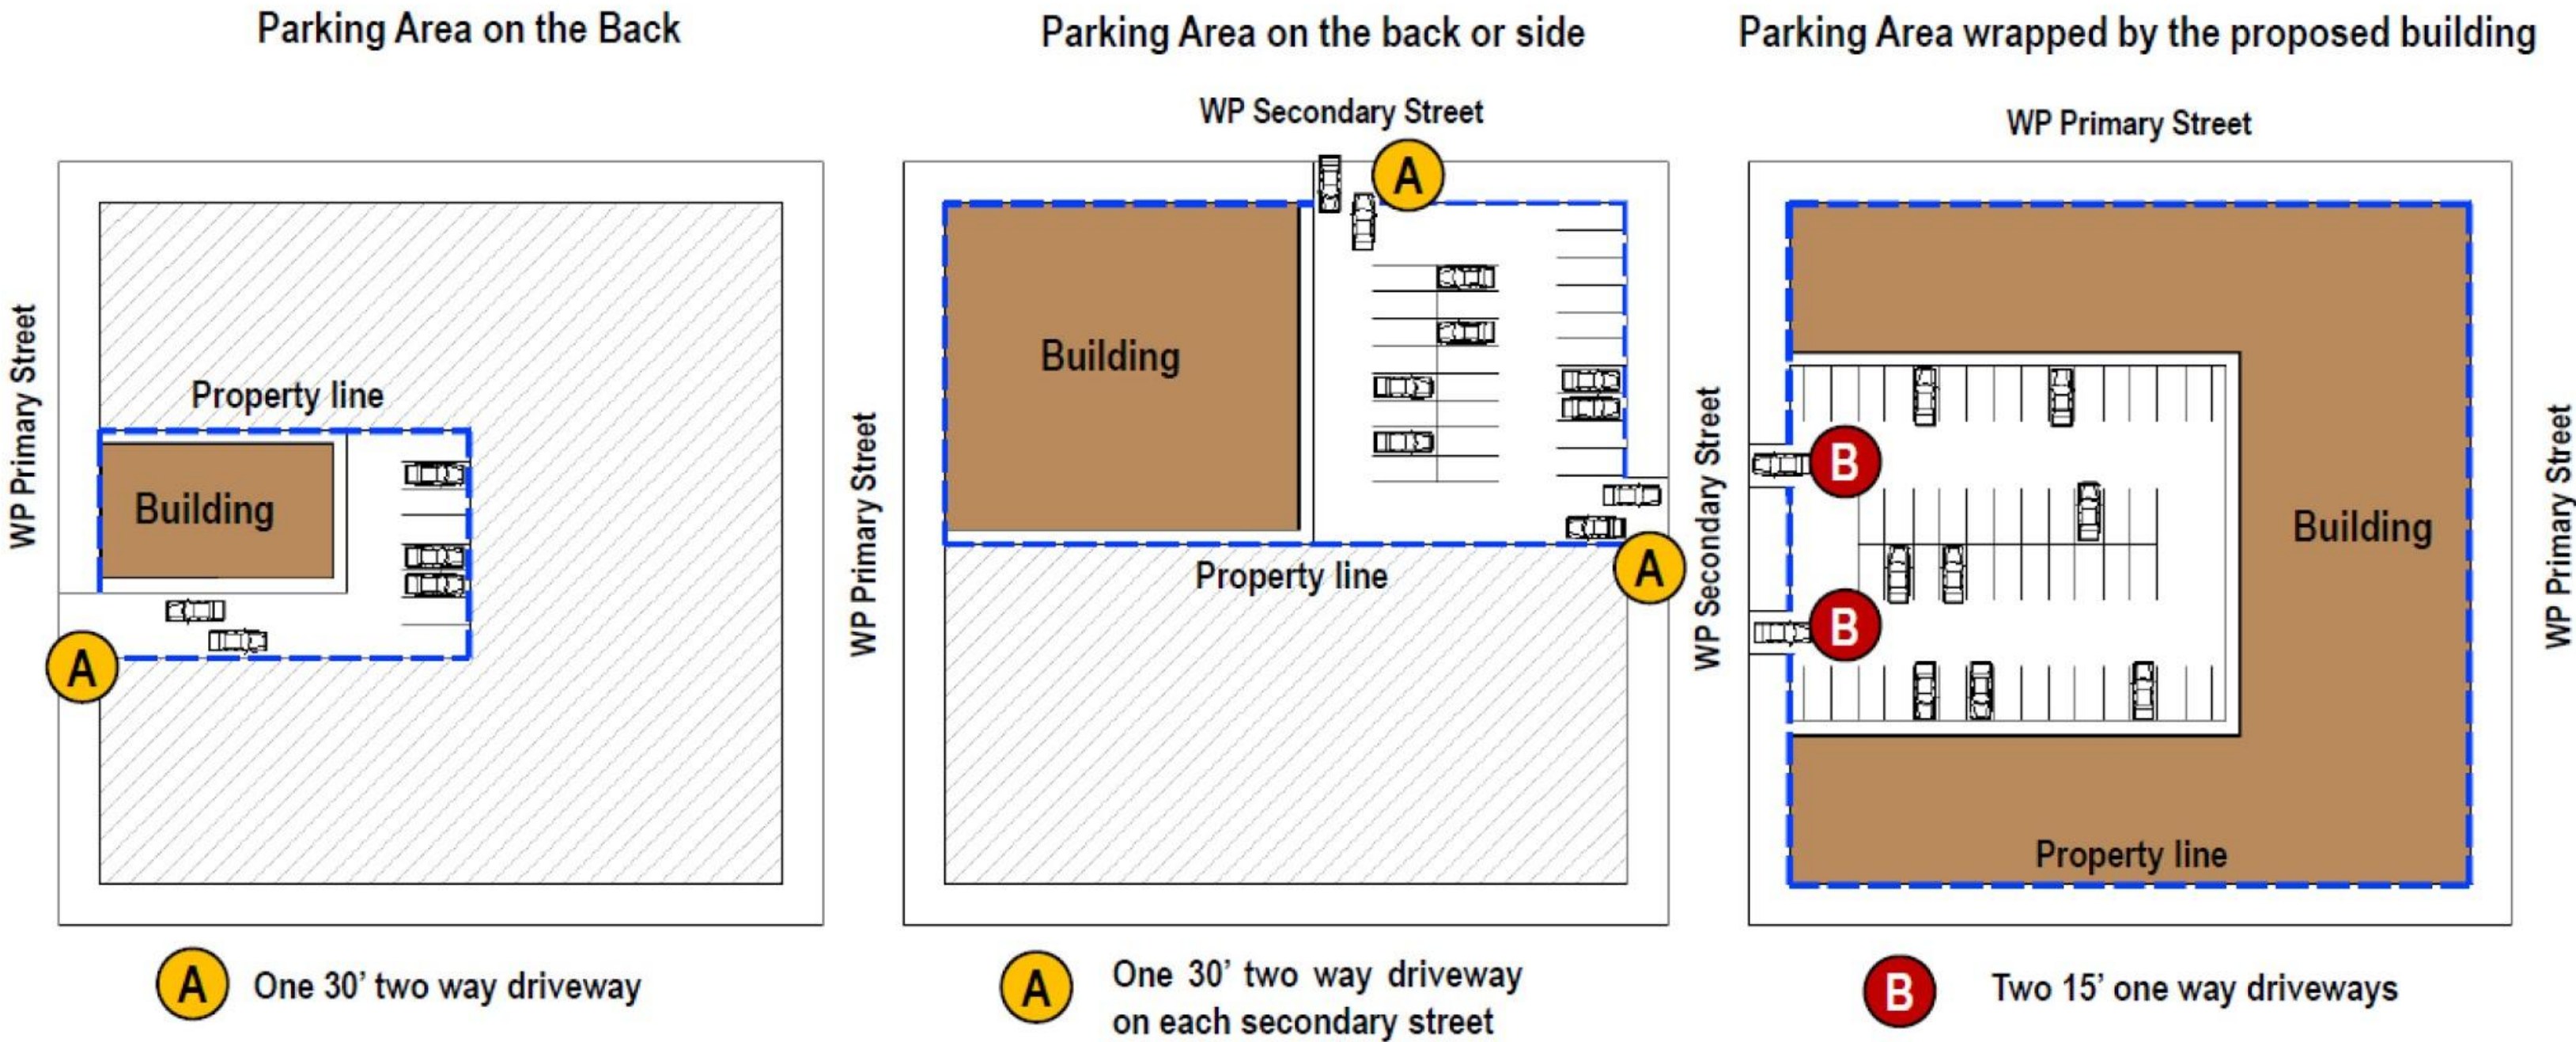 Parking Area on the Back
WP Primary Street
Property line
Building
A
A One 30’ two way driveway
Parking Area on the back or side
WP Secondary Street
A
WP Primary Street
Building
Property line
A
WP Secondary Street
A One 30’ two way driveway
on each secondary street
Parking Area wrapped by the proposed building
WP Primary Street
B
B
Building
WP Primary Street
Property line
B Two 15’ one way driveways